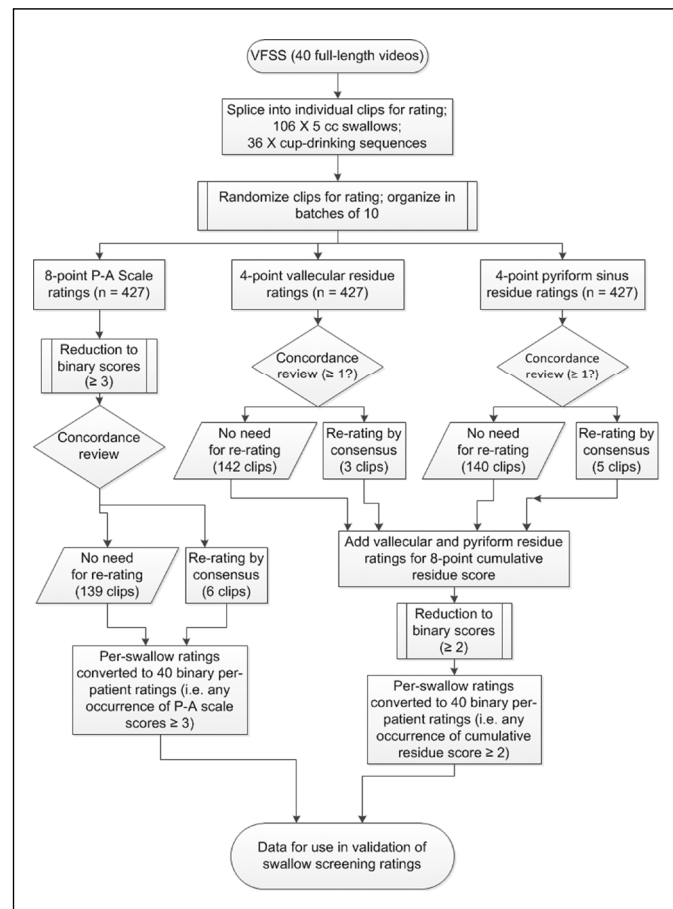 VFSS (40 full-length videos)
Splice into individual clips for rating;
106 X 5 cc swallows;
36 X cup-drinking sequences
Randomize clips for rating; organize in
batches of 10
8-point P-A Scale
ratings (n = 427)
4-point vallecular residue
ratings (n = 427)
4-point pyriform sinus
residue ratings (n = 427)
Reduction to
binary scores
(≥ 3)
Concordance
review (≥ 1?)
Concordance
review (≥ 1?)
Concordance
review
No need
for re-rating
(142 clips)
Re-rating by
consensus
(3 clips)
No need
for re-rating
(140 clips)
Re-rating by
consensus
(5 clips)
No need
for re-rating
(139 clips)
Re-rating by
consensus
(6 clips)
Add vallecular and pyriform residue
ratings for 8-point cumulative
residue score
Reduction to
binary scores
(≥ 2)
Per-swallow ratings
converted to 40 binary per-
patient ratings (i.e. any
occurrence of P-A scale
scores ≥ 3)
Per-swallow ratings
converted to 40 binary per-
patient ratings (i.e. any
occurrence of cumulative
residue score ≥ 2)
Data for use in validation of
swallow screening ratings